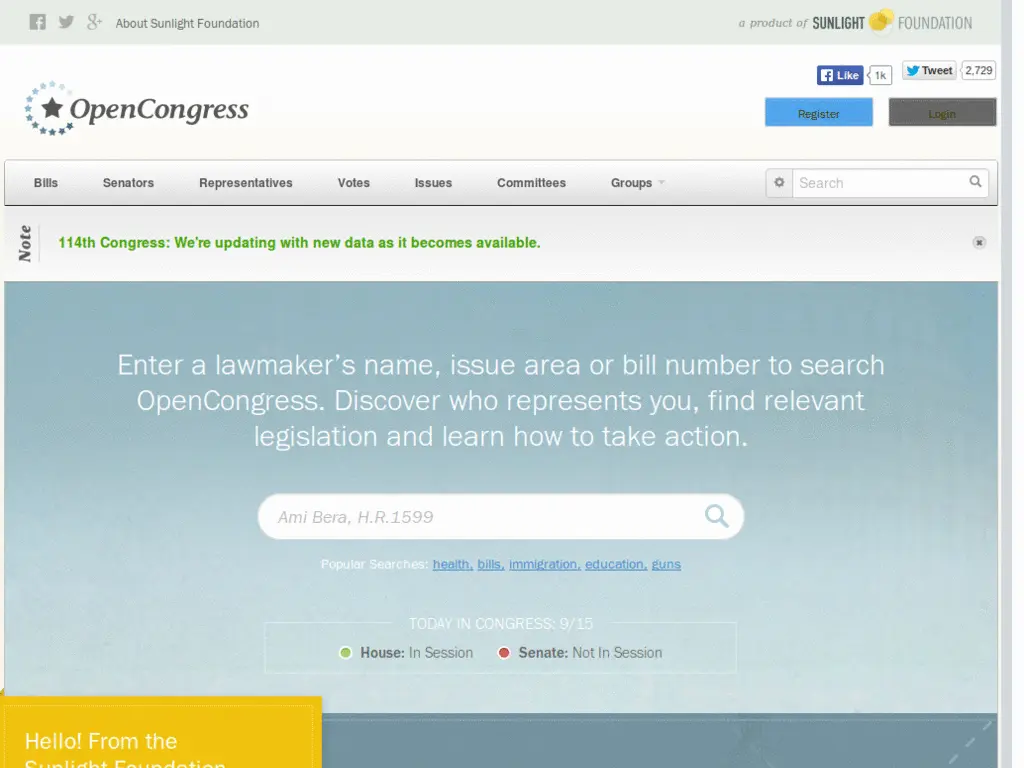 About Sunlight Foundation
a product of SUNLIGHT FOUNDATION
Like 1k
Tweet 2,729
OpenCongress
Register Login
Bills Senators Representatives Votes Issues Committees Groups Search
Note
114th Congress: We're updating with new data as it becomes available.
Enter a lawmaker’s name, issue area or bill number to search
OpenCongress. Discover who represents you, find relevant
legislation and learn how to take action.
Ami Bera, H.R.1599
Popular Searches: health, bills, immigration, education, guns
TODAY IN CONGRESS: 9/15
House: In Session Senate: Not In Session
Hello! From the
Sunlight Foundation